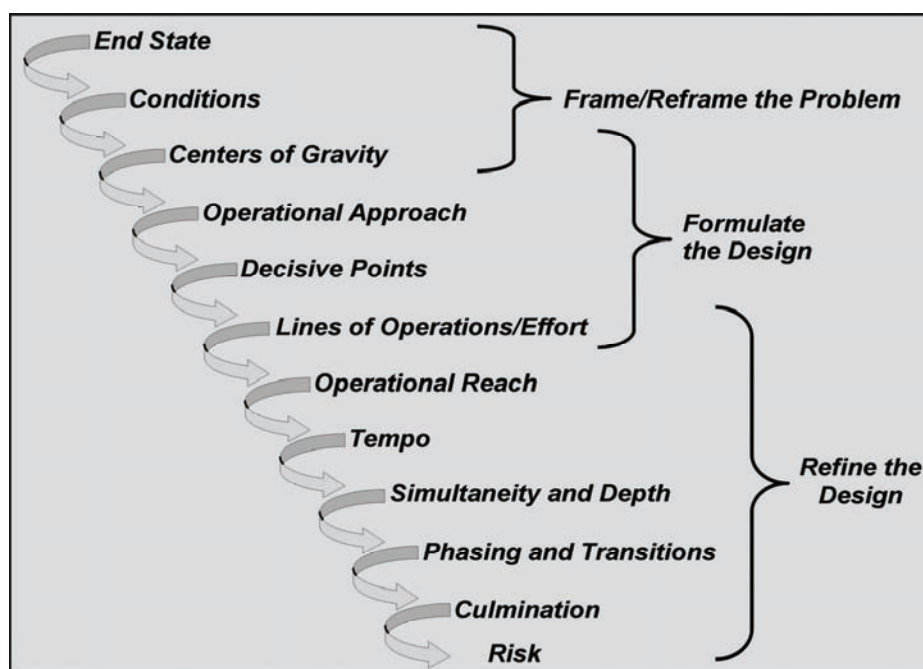 End State
Conditions
Frame/Reframe the Problem
Centers of Gravity
Operational Approach
Formulate
the Design
Decisive Points
Lines of Operations/Effort
Operational Reach
Tempo
Refine the
Design
Simultaneity and Depth
Phasing and Transitions
Culmination
Risk